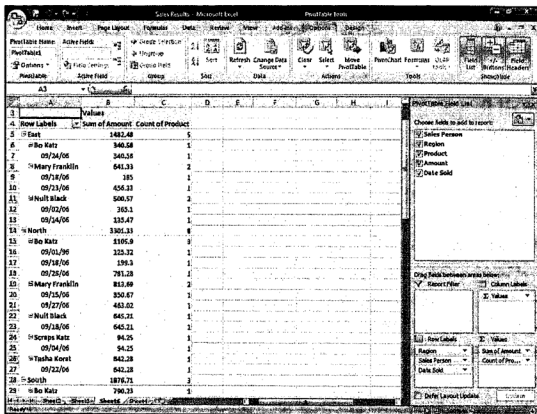 Sales Results - Microsoft Excel PivotTable Tools
Home Insert Page Layout Formulas Data Review View Add-Ins Options Design
PivotTable Name: Active Field: Group Selection
PivotTable1 Ungroup
Options Field Settings Group Field
Sort Refresh Change Data Source Clear Select Move PivotTable PivotChart Formulas OLAP tools Field List +/- Buttons Field Headers
PivotTable Active Field Group Sort Data Actions Tools Show/Hide
A3
A B C D E F G H I
3 Values
4 Row Labels Sum of Amount Count of Product
5 East 1482.48 5
6 Bo Katz 340.58 1
7 09/24/06 340.58 1
8 Mary Franklin 641.33 2
9 09/18/06 185 1
10 09/23/06 456.33 1
11 Nuit Black 500.57 2
12 09/02/06 365.1 1
13 09/14/06 135.47 1
14 North 3301.33 8
15 Bo Katz 1105.9 3
16 09/01/96 125.32 1
17 09/18/06 199.3 1
18 09/26/06 781.28 1
19 Mary Franklin 813.69 2
20 09/15/06 350.67 1
21 09/27/06 463.02 1
22 Nuit Black 645.21 1
23 09/18/06 645.21 1
24 Scraps Katz 94.25 1
25 09/04/06 94.25 1
26 Tasha Korat 642.28 1
27 09/22/06 642.28 1
28 South 1876.71 3
29 Bo Katz 790.23 1
PivotTable Field List
Choose fields to add to report:
Sales Person
Region
Product
Amount
Date Sold
Drag fields between areas below:
Report Filter Column Labels
Σ Values
Row Labels Σ Values
Region Sum of Amount
Sales Person Count of Pro...
Date Sold
Defer Layout Update Update
Ready